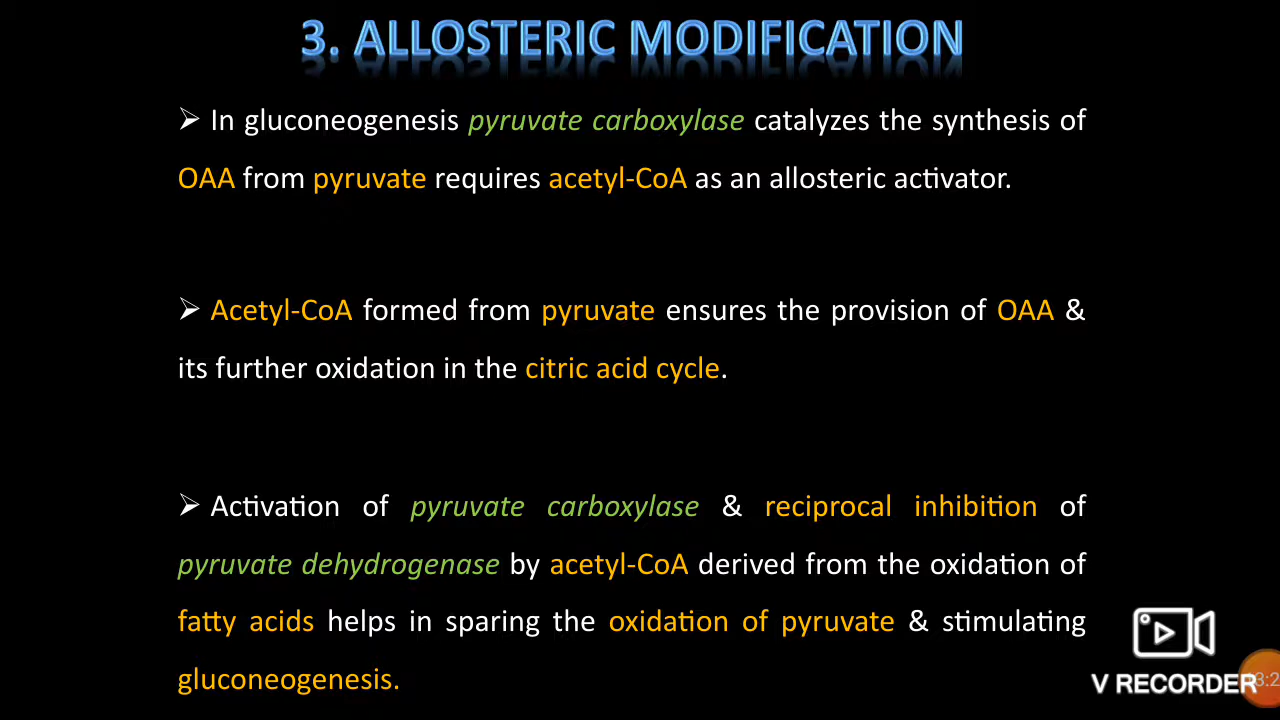 3. ALLOSTERIC MODIFICATION
➢ In gluconeogenesis pyruvate carboxylase catalyzes the synthesis of
OAA from pyruvate requires acetyl-CoA as an allosteric activator.
➢ Acetyl-CoA formed from pyruvate ensures the provision of OAA &
its further oxidation in the citric acid cycle.
➢ Activation of pyruvate carboxylase & reciprocal inhibition of
pyruvate dehydrogenase by acetyl-CoA derived from the oxidation of
fatty acids helps in sparing the oxidation of pyruvate & stimulating
gluconeogenesis.
V RECORDER